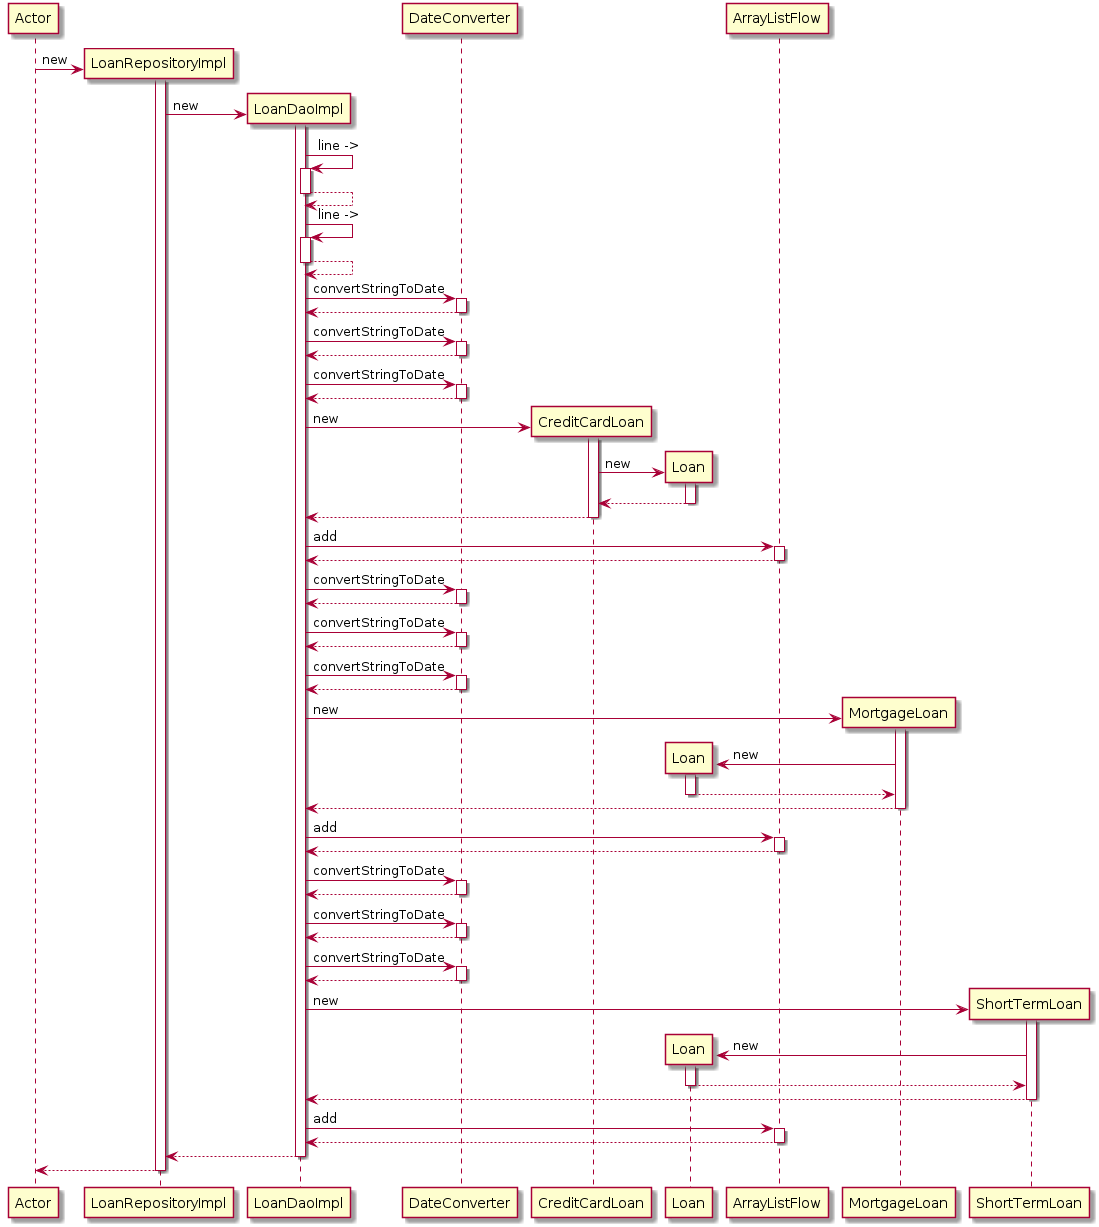 Actor
DateConverter
ArrayListFlow
new
LoanRepositoryImpl
new
LoanDaoImpl
line ->
line ->
convertStringToDate
convertStringToDate
convertStringToDate
new
CreditCardLoan
new
Loan
add
convertStringToDate
convertStringToDate
convertStringToDate
new
MortgageLoan
Loan
new
add
convertStringToDate
convertStringToDate
convertStringToDate
new
ShortTermLoan
Loan
new
add
Actor
LoanRepositoryImpl
LoanDaoImpl
DateConverter
CreditCardLoan
Loan
ArrayListFlow
MortgageLoan
ShortTermLoan